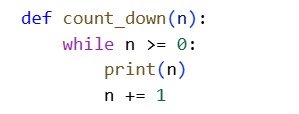 def count_down(n):
    while n >= 0:
        print(n)
        n += 1